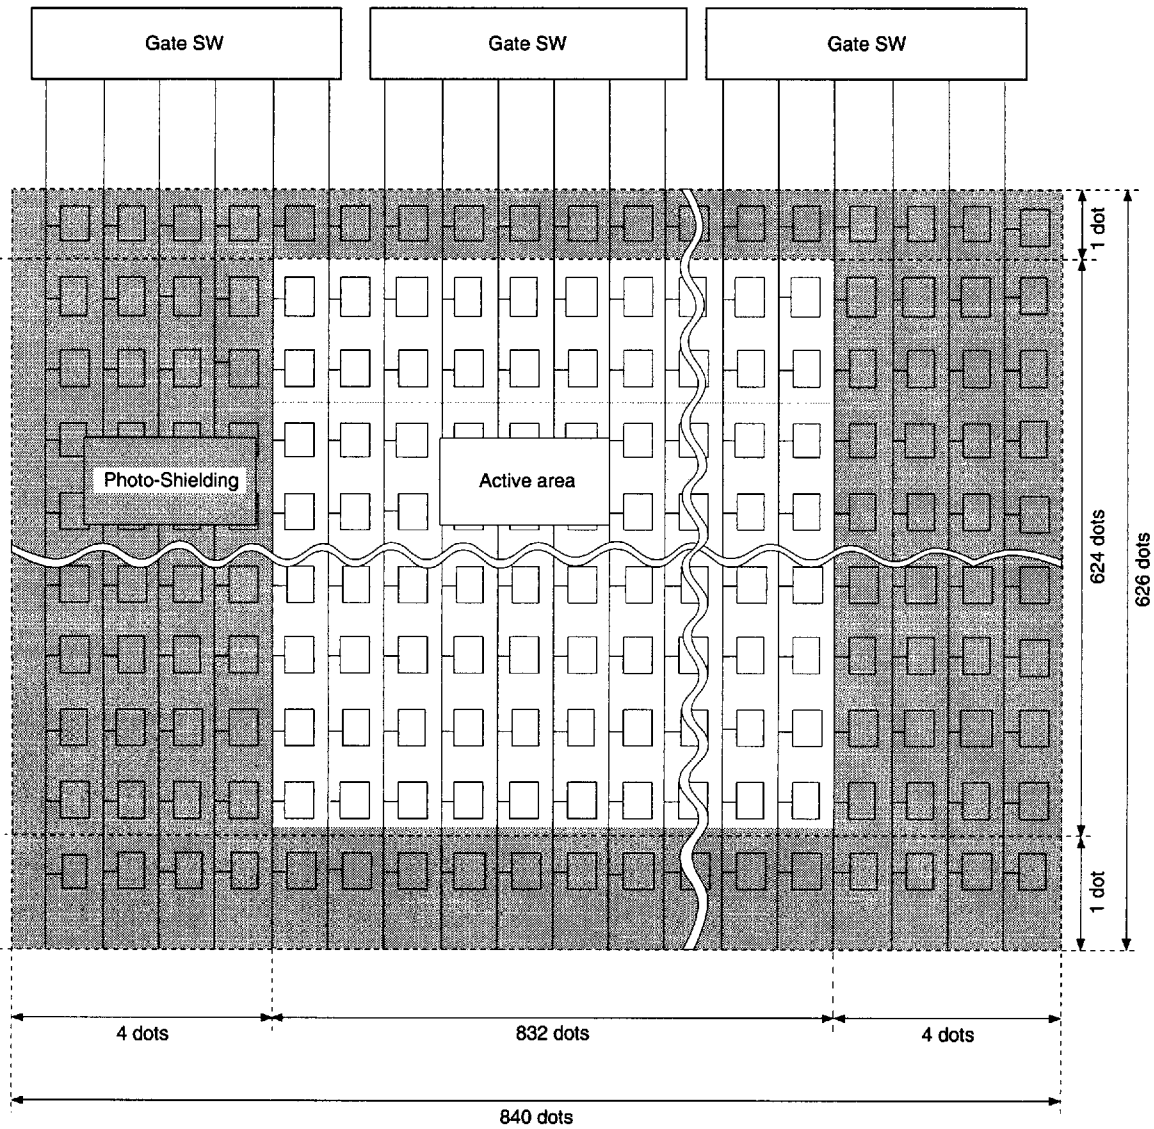 Gate SW
Gate SW
Gate SW
1 dot
Photo-Shielding
Active area
624 dots
626 dots
1 dot
4 dots
832 dots
4 dots
840 dots